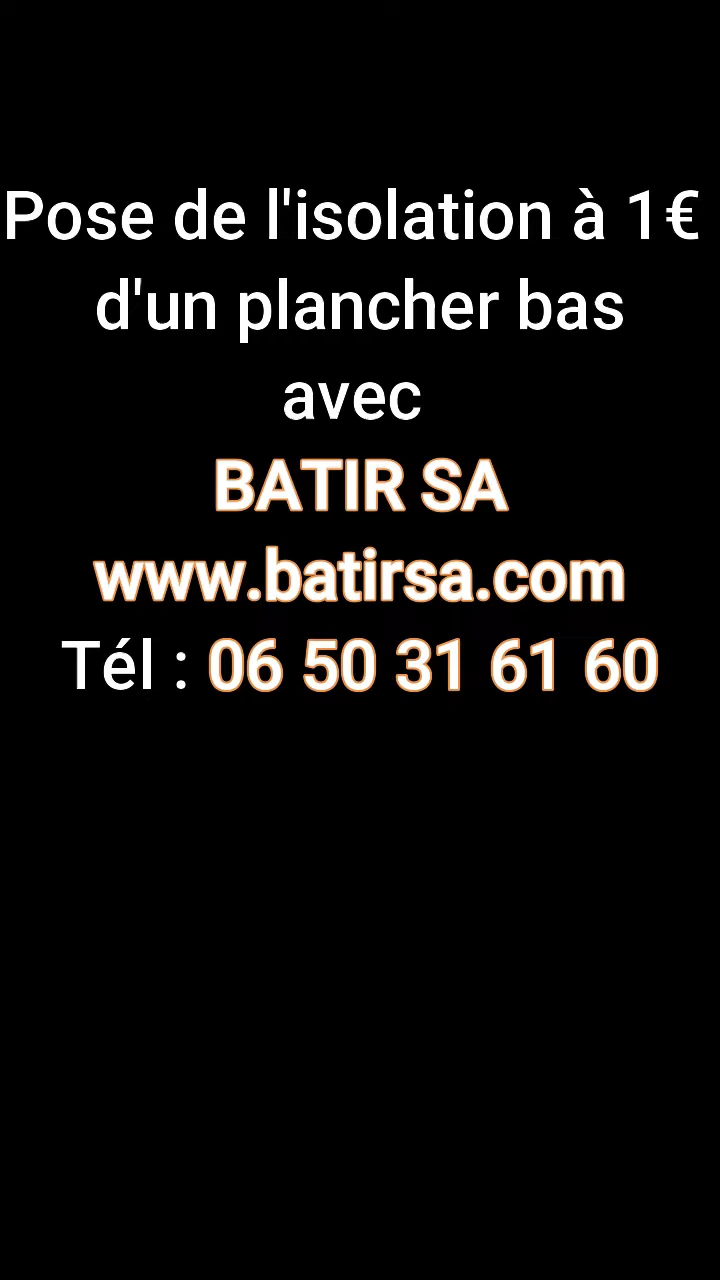 Pose de l'isolation à 1€
d'un plancher bas
avec
BATIR SA
www.batirsa.com
Tél : 06 50 31 61 60